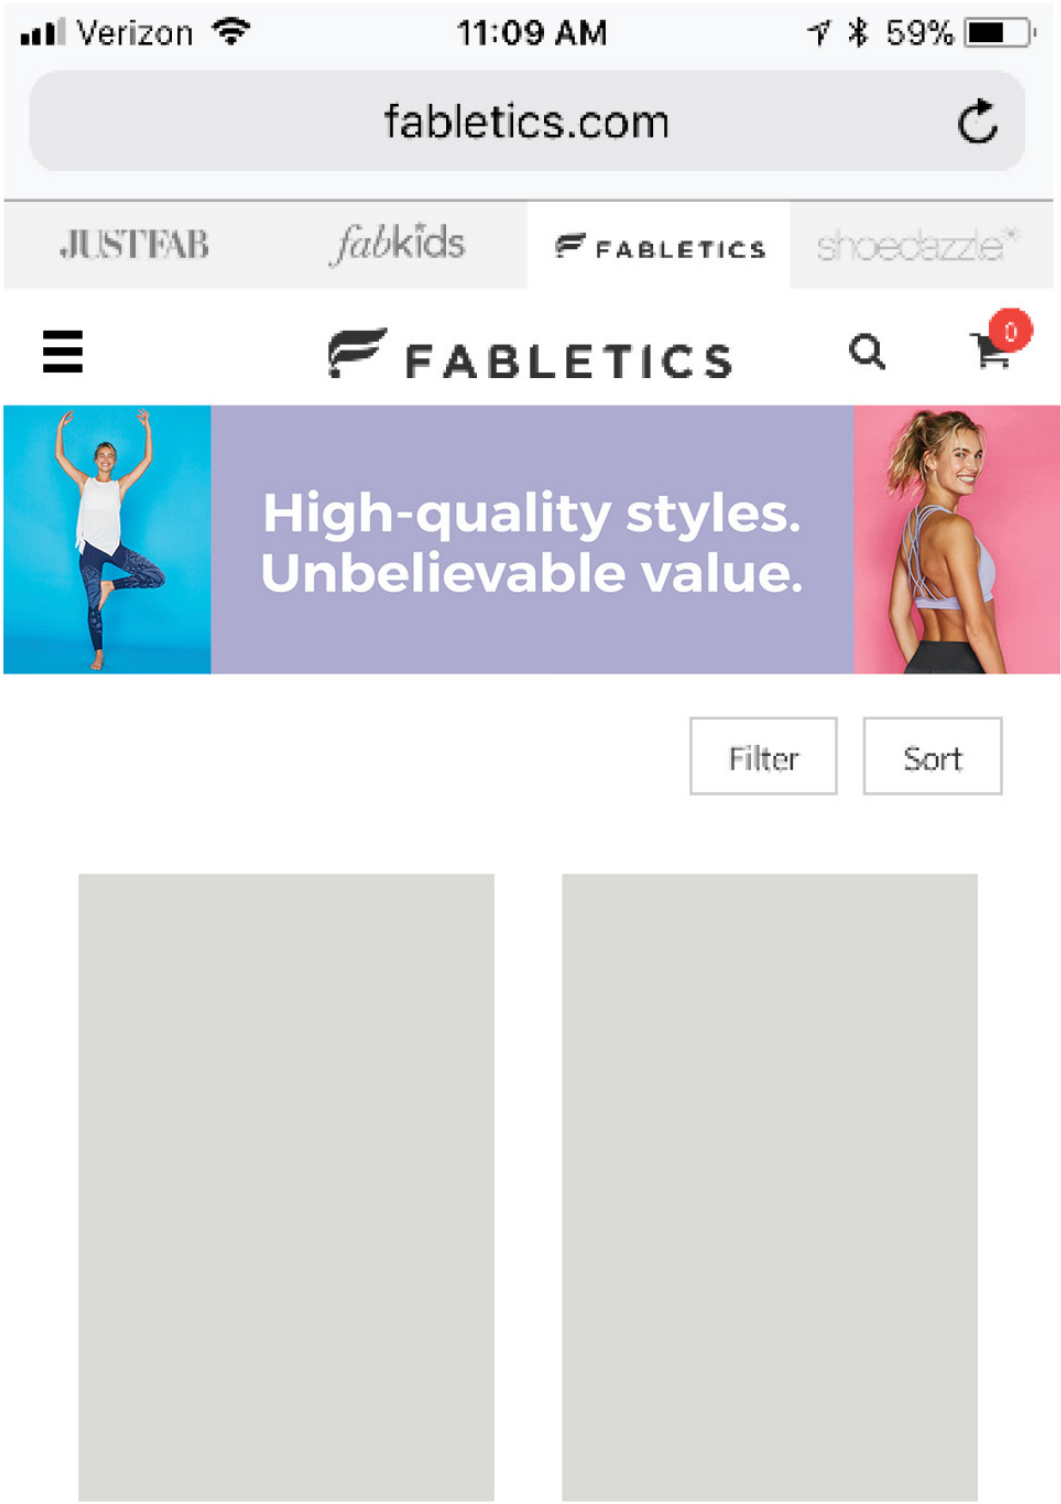 Verizon 11:09 AM 59%
fabletics.com
JUSTFAB fabkids FABLETICS shoedazzle*
FABLETICS 0
High-quality styles.
Unbelievable value.
Filter Sort